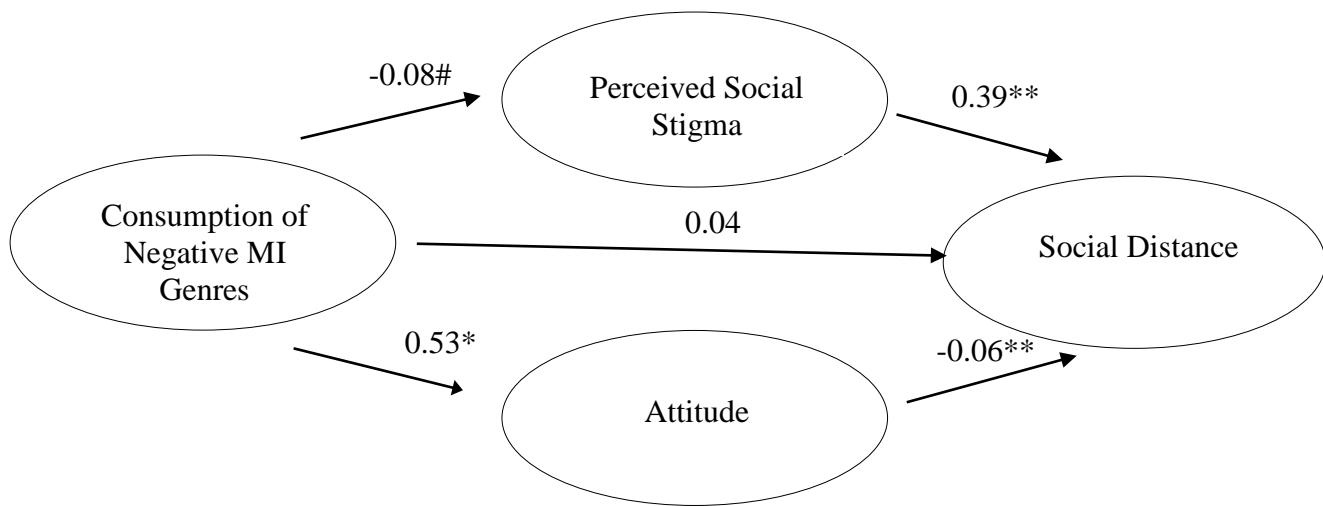 -0.08#
Perceived Social
Stigma
0.39**
Consumption of
Negative MI
Genres
0.04
Social Distance
0.53*
Attitude
-0.06**